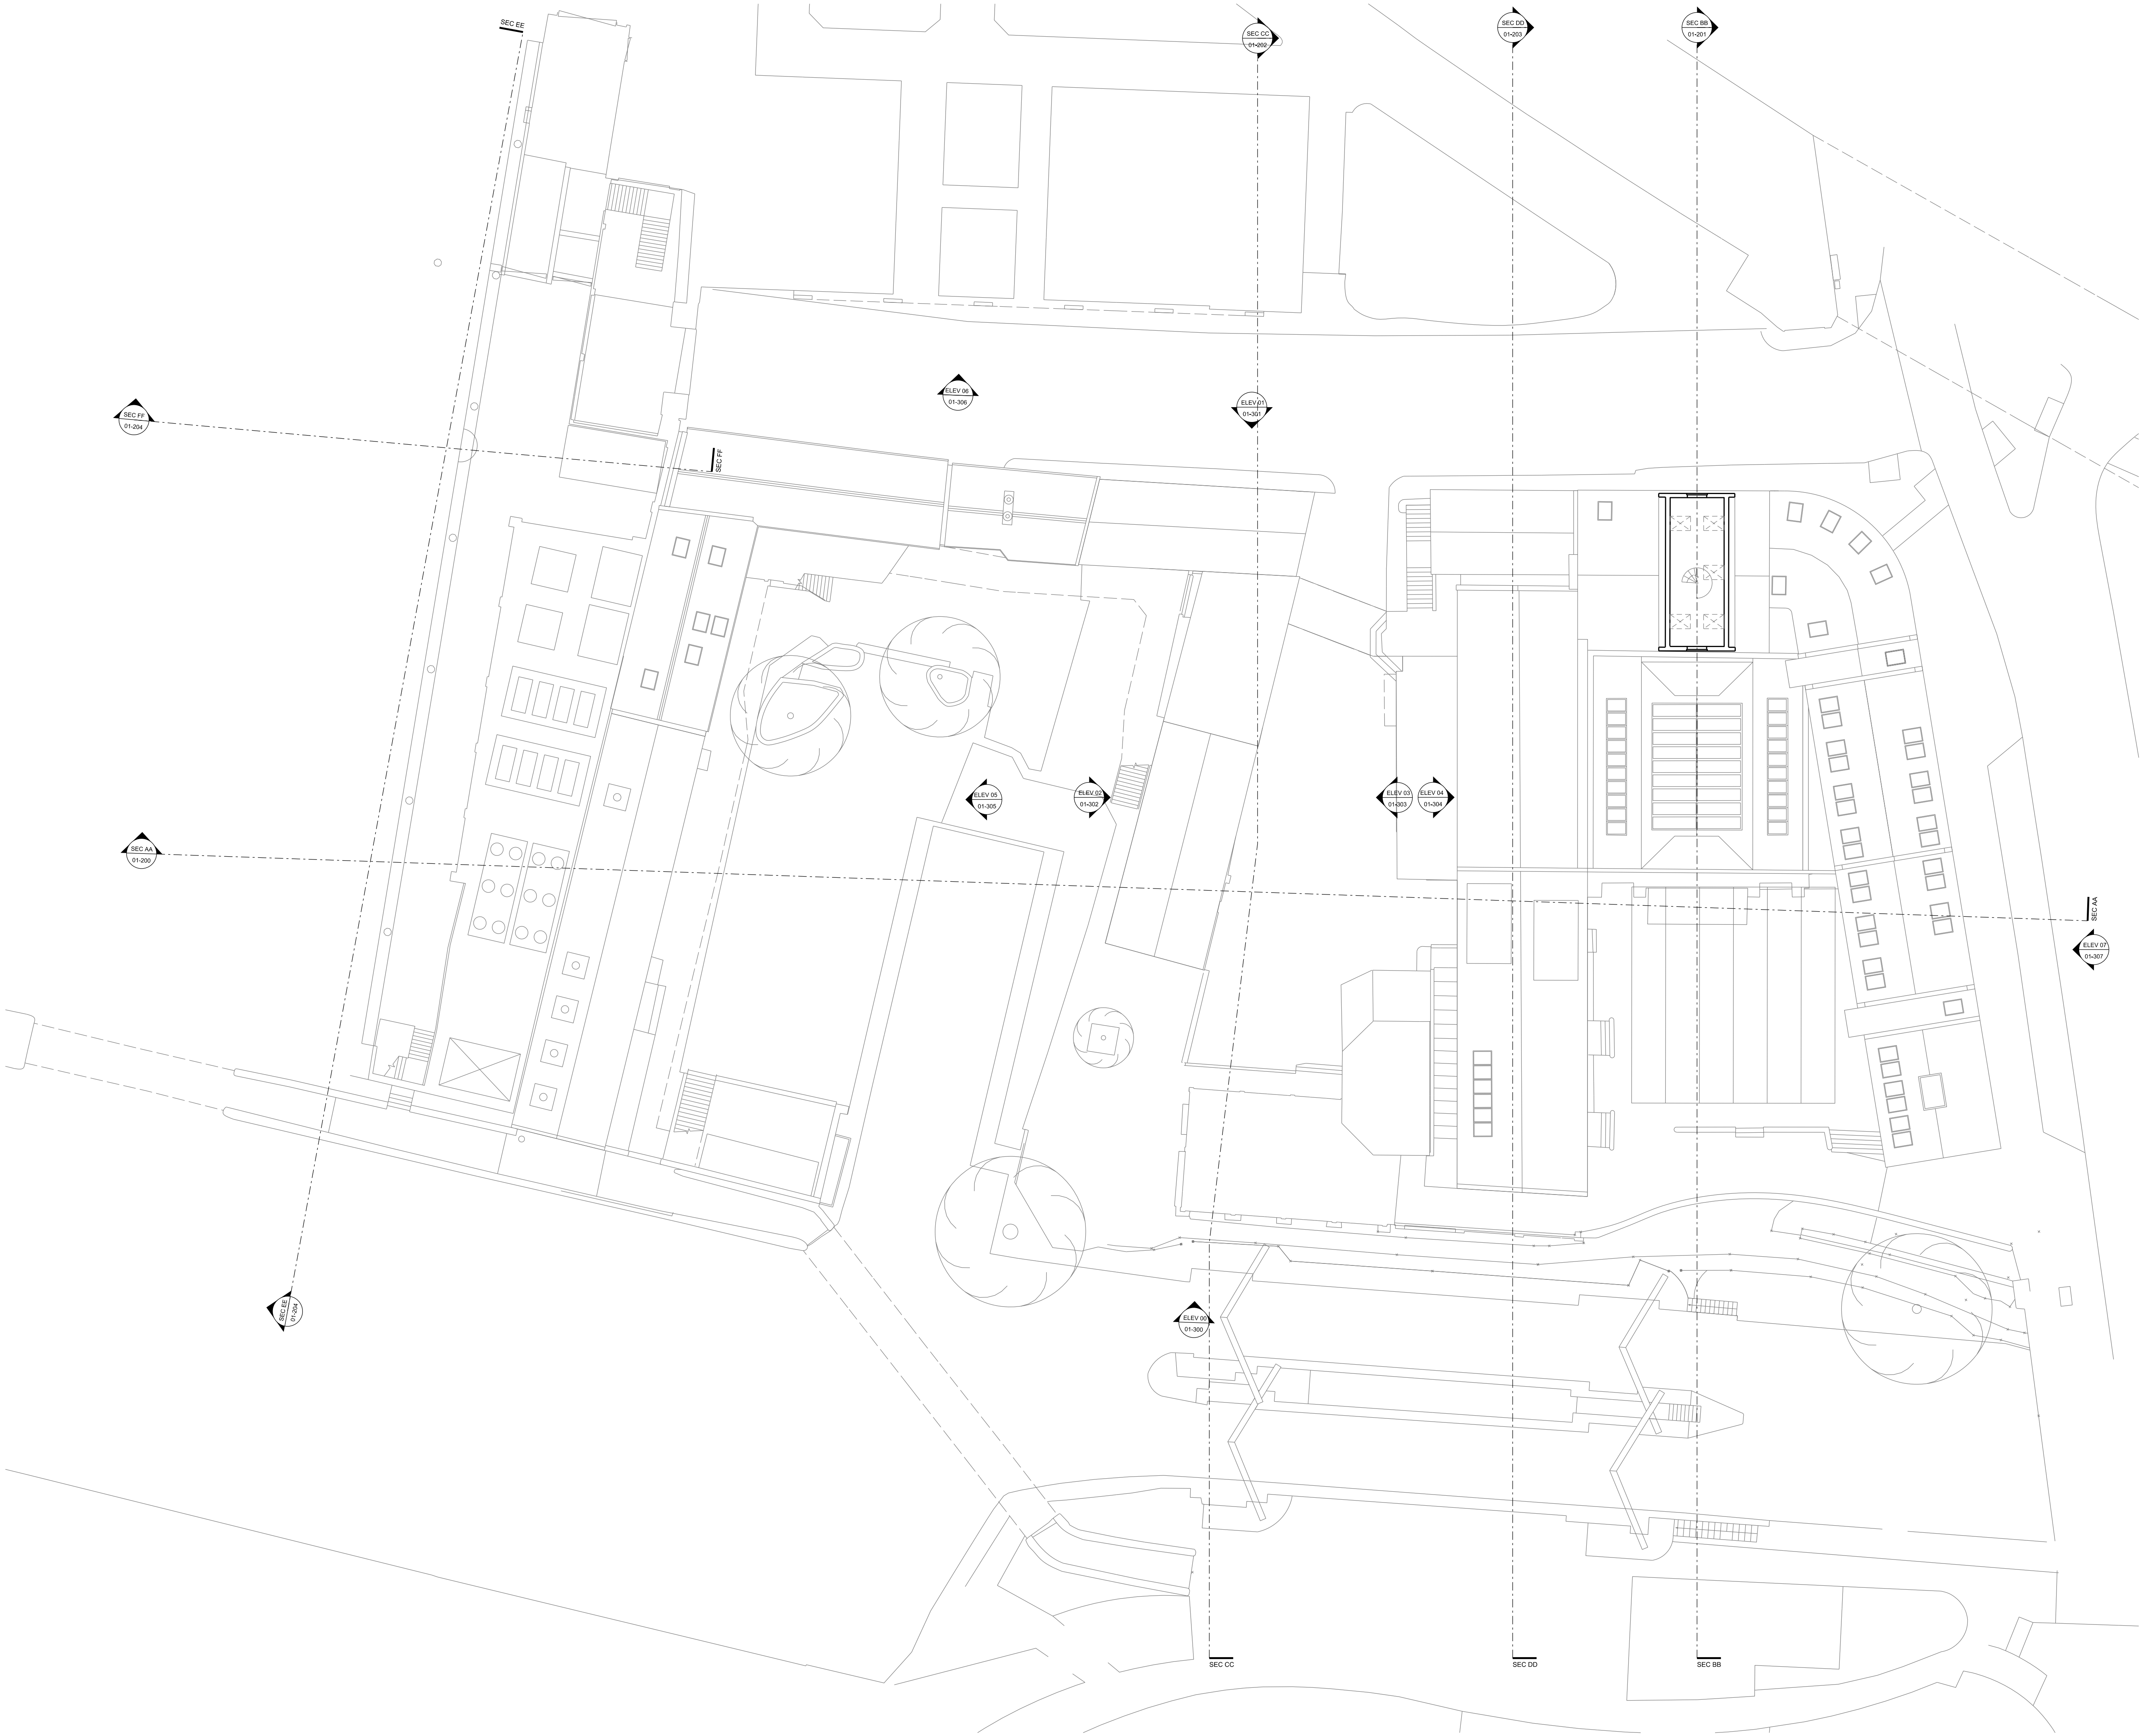 SEC EE
SEC CC
01-202
SEC DD
01-203
SEC BB
01-201
ELEV 06
01-306
ELEV 01
01-301
SEC FF
01-204
SEC FF
ELEV 05
01-305
ELEV 02
01-302
ELEV 03
01-303
ELEV 04
01-304
SEC AA
01-200
SEC AA
ELEV 07
01-307
SEC EE
01-204
ELEV 00
01-300
SEC CC
SEC DD
SEC BB